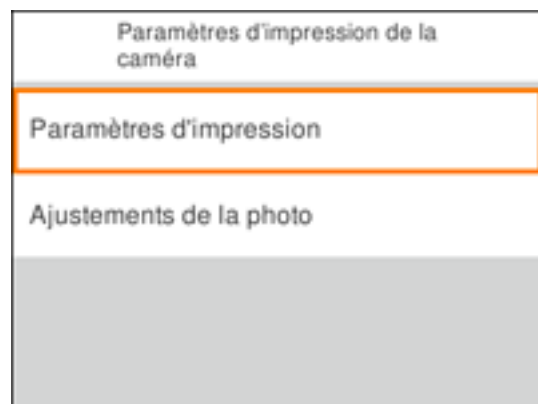 Paramètres d'impression de la
caméra
Paramètres d'impression
Ajustements de la photo